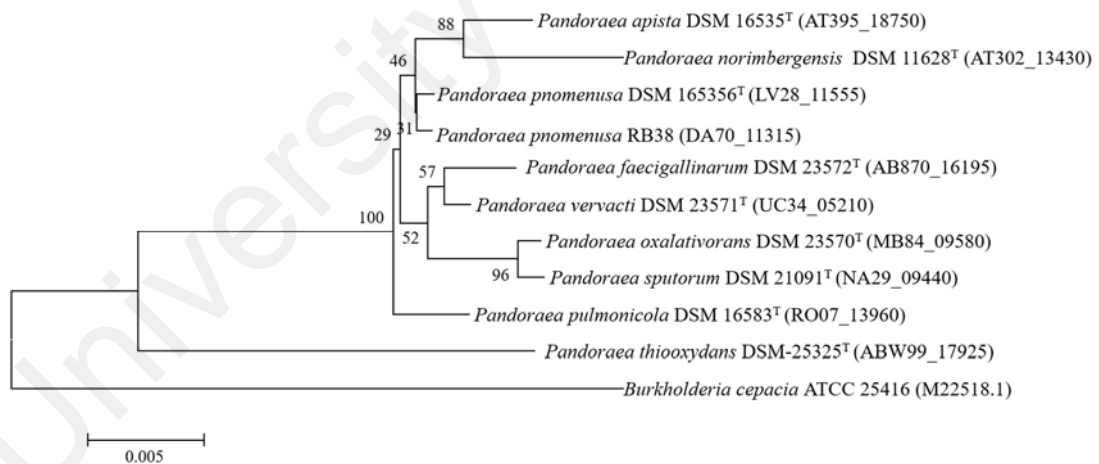 88
Pandoraea apista DSM 16535ᵀ (AT395_18750)
Pandoraea norimbergensis DSM 11628ᵀ (AT302_13430)
46
Pandoraea pnomenusa DSM 165356ᵀ (LV28_11555)
31
29
Pandoraea pnomenusa RB38 (DA70_11315)
57
Pandoraea faecigallinarum DSM 23572ᵀ (AB870_16195)
Pandoraea vervacti DSM 23571ᵀ (UC34_05210)
100
52
Pandoraea oxalativorans DSM 23570ᵀ (MB84_09580)
96
Pandoraea sputorum DSM 21091ᵀ (NA29_09440)
Pandoraea pulmonicola DSM 16583ᵀ (RO07_13960)
Pandoraea thiooxydans DSM-25325ᵀ (ABW99_17925)
Burkholderia cepacia ATCC 25416 (M22518.1)
0.005
University